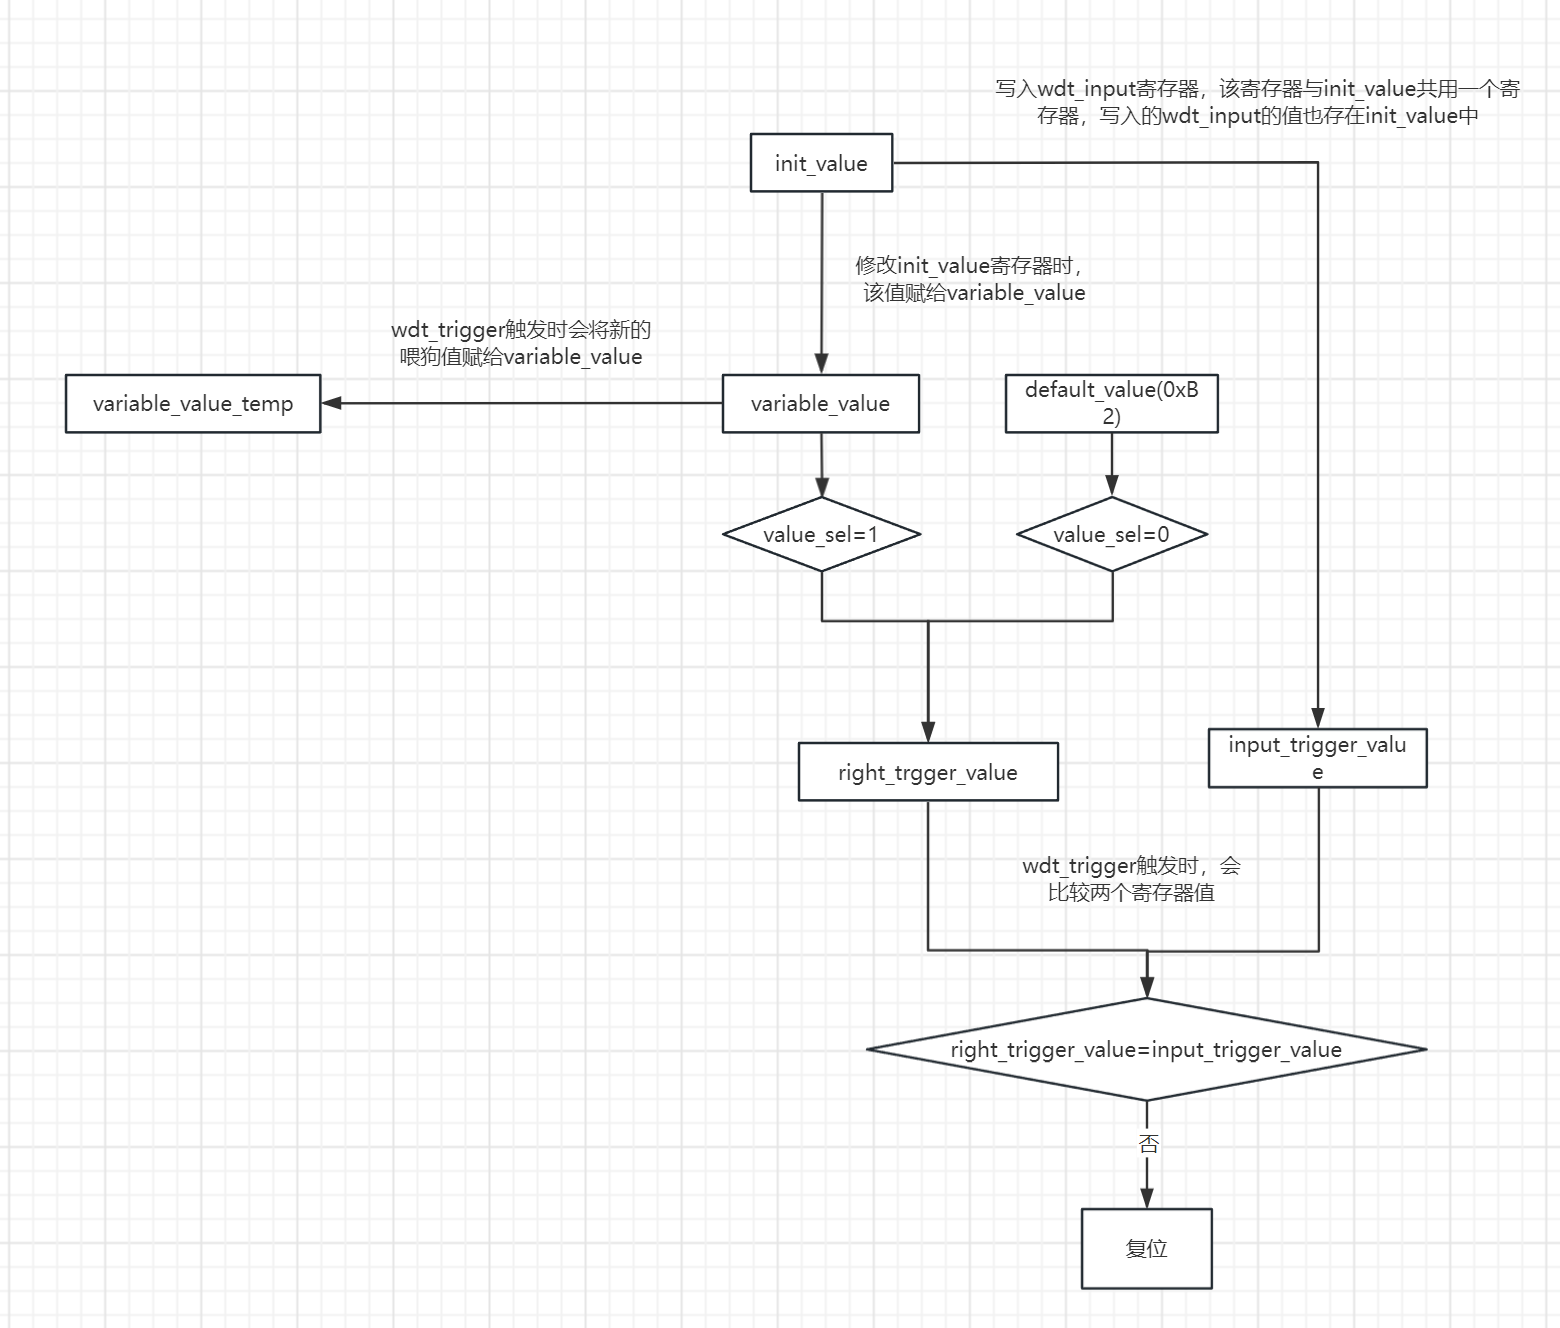 写入wdt_input寄存器，该寄存器与init_value共用一个寄
存器，写入的wdt_input的值也存在init_value中
init_value
修改init_value寄存器时，
该值赋给variable_value
wdt_trigger触发时会将新的
喂狗值赋给variable_value
variable_value_temp
variable_value
default_value(0xB
2)
value_sel=1
value_sel=0
right_trgger_value
input_trigger_valu
e
wdt_trigger触发时，会
比较两个寄存器值
right_trigger_value=input_trigger_value
否
复位